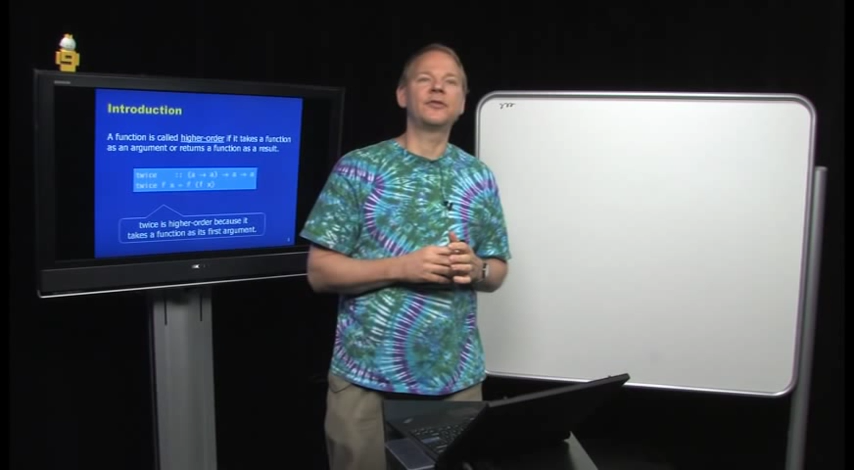 Introduction
A function is called higher-order if it takes a function
as an argument or returns a function as a result.
twice :: (a → a) → a → a
twice f x = f (f x)
twice is higher-order because it
takes a function as its first argument.